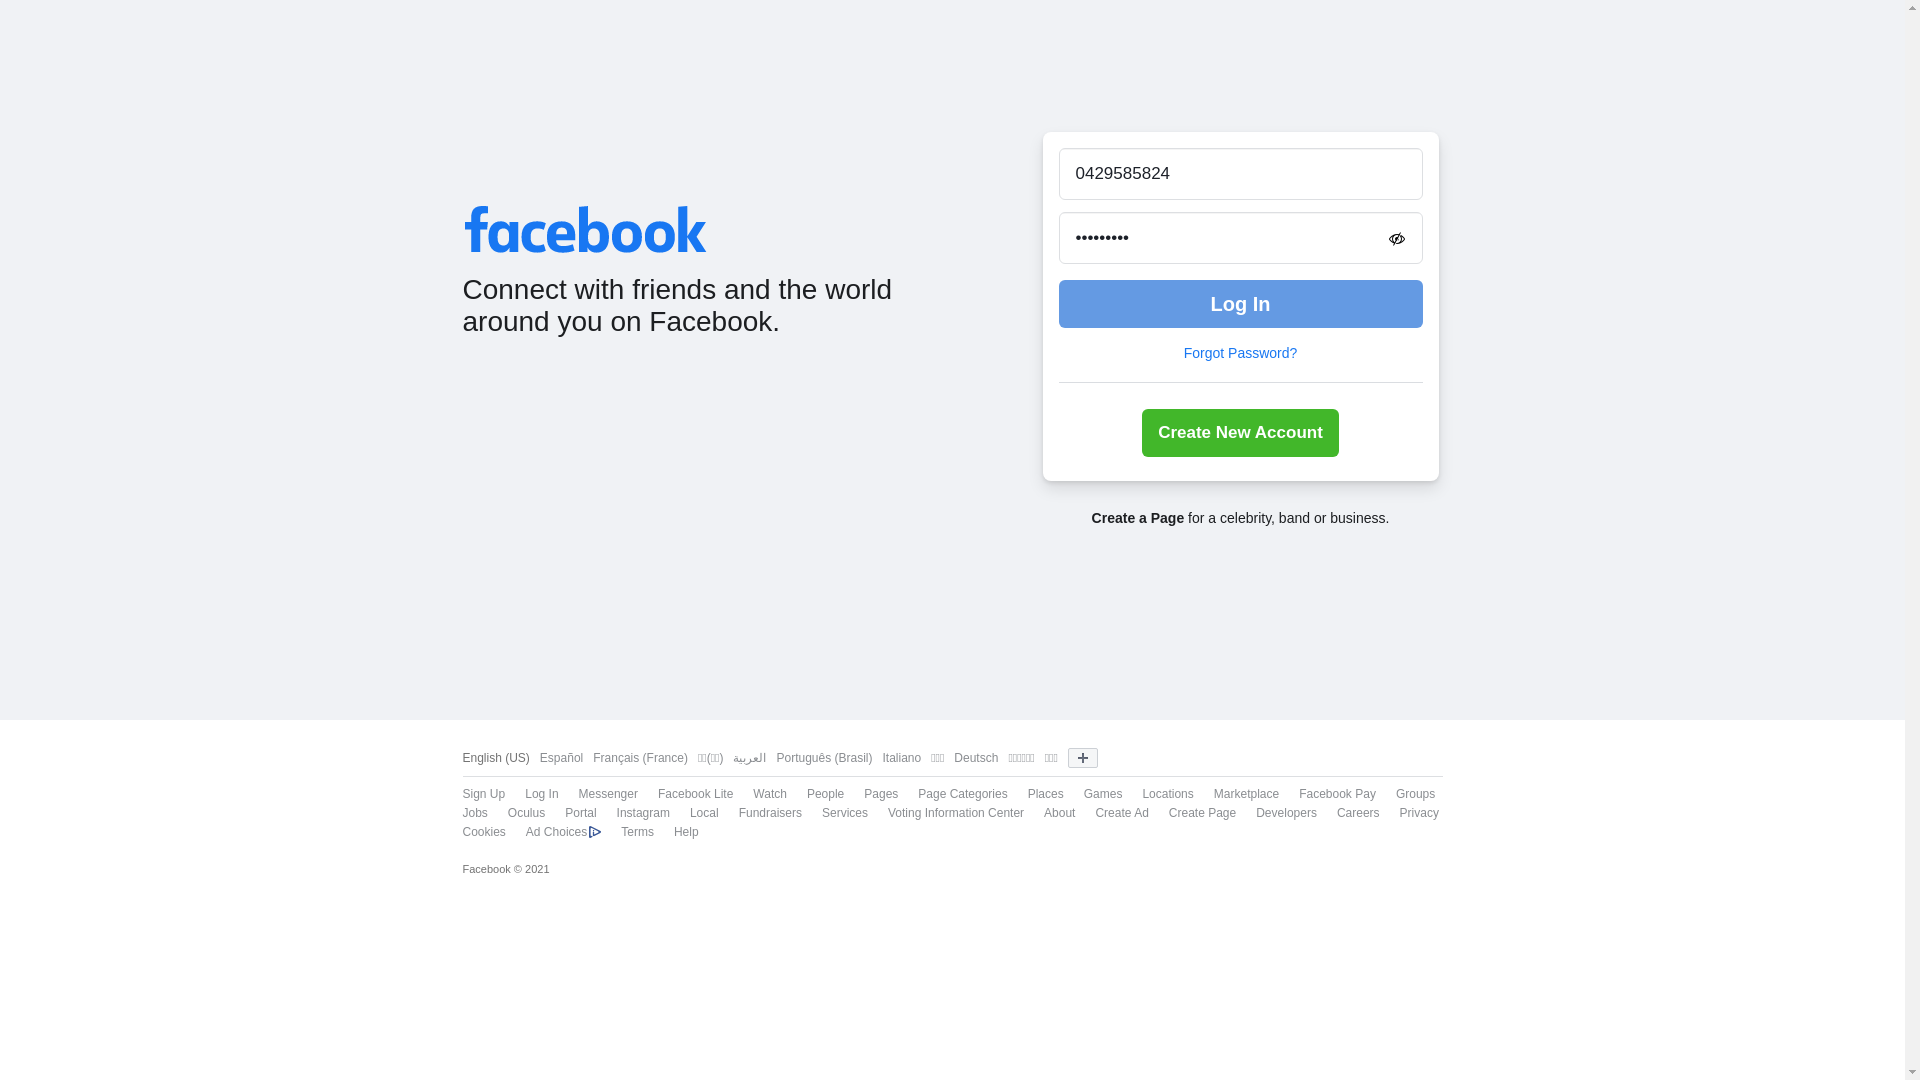 facebook
Connect with friends and the world
around you on Facebook.
0429585824
•••••••••
Log In
Forgot Password?
Create New Account
Create a Page for a celebrity, band or business.
English (US) Español Français (France) العربية Português (Brasil) Italiano Deutsch
Sign Up Log In Messenger Facebook Lite Watch People Pages Page Categories Places Games Locations Marketplace Facebook Pay Groups
Jobs Oculus Portal Instagram Local Fundraisers Services Voting Information Center About Create Ad Create Page Developers Careers Privacy
Cookies Ad Choices Terms Help
Facebook © 2021